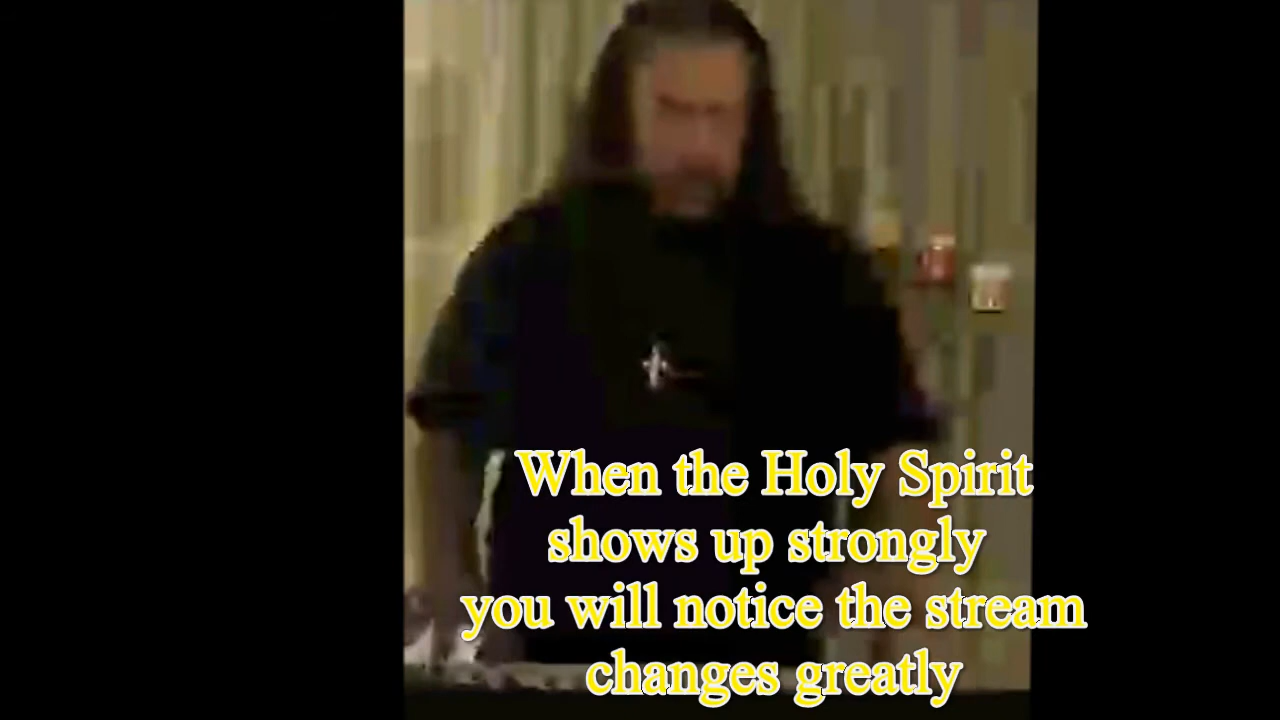 When the Holy Spirit
shows up strongly
you will notice the stream
changes greatly